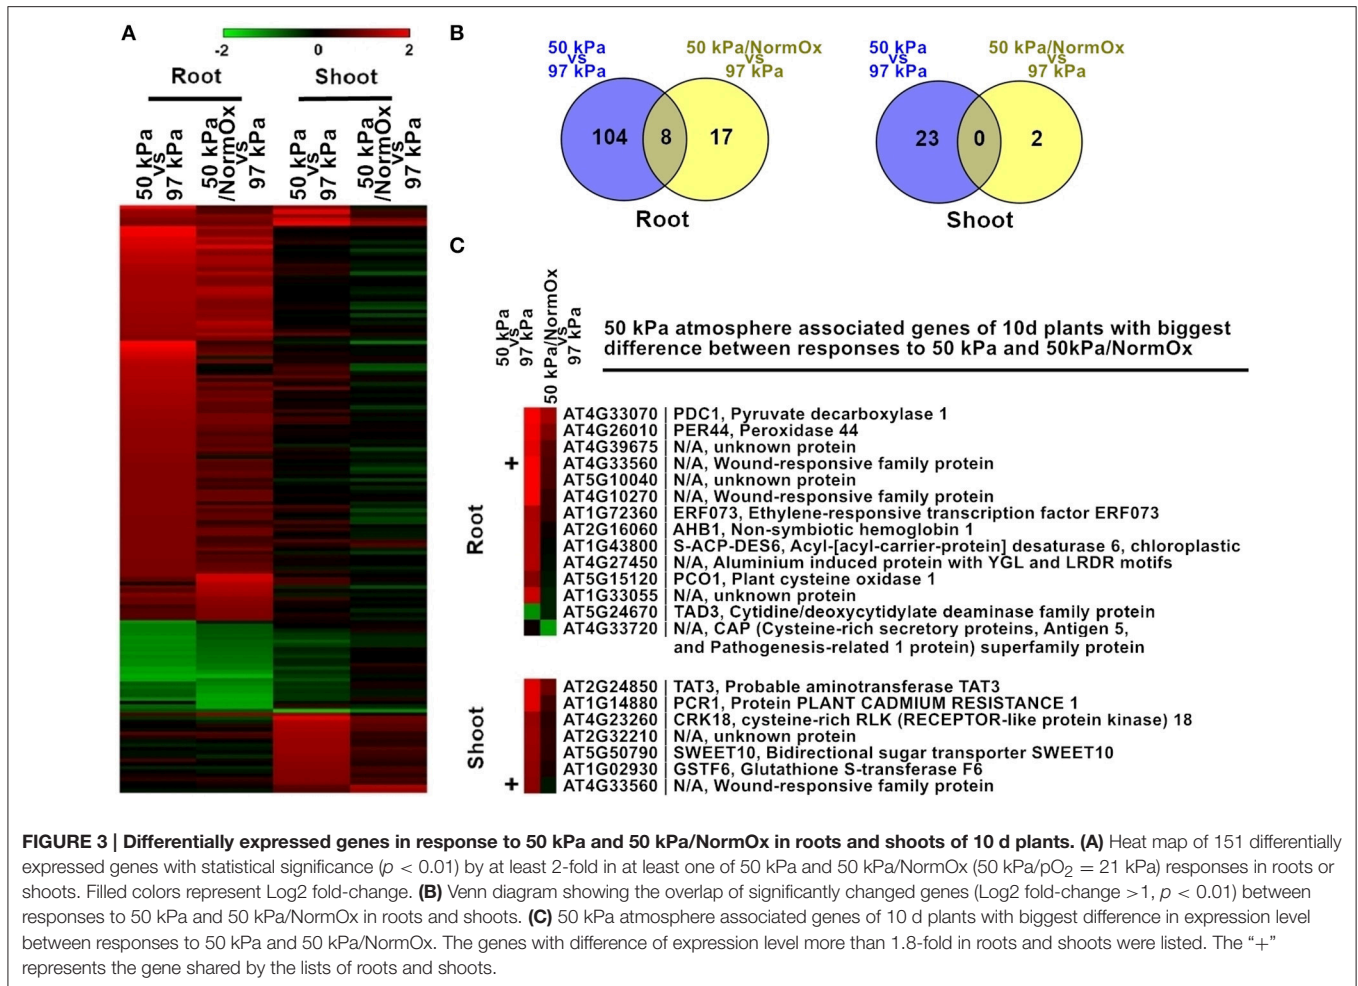 A
-2 0 2
Root Shoot
50 kPa vs 97 kPa
50 kPa /NormOx vs 97 kPa
50 kPa vs 97 kPa
50 kPa /NormOx vs 97 kPa
B
50 kPa vs 97 kPa
50 kPa/NormOx vs 97 kPa
104 8 17
Root
50 kPa vs 97 kPa
50 kPa/NormOx vs 97 kPa
23 0 2
Shoot
C
50 kPa vs 97 kPa
50 kPa/NormOx vs 97 kPa
50 kPa atmosphere associated genes of 10d plants with biggest
difference between responses to 50 kPa and 50kPa/NormOx
Root
AT4G33070 | PDC1, Pyruvate decarboxylase 1
AT4G26010 | PER44, Peroxidase 44
AT4G39675 | N/A, unknown protein
+ AT4G33560 | N/A, Wound-responsive family protein
AT5G10040 | N/A, unknown protein
AT4G10270 | N/A, Wound-responsive family protein
AT1G72360 | ERF073, Ethylene-responsive transcription factor ERF073
AT2G16060 | AHB1, Non-symbiotic hemoglobin 1
AT1G43800 | S-ACP-DES6, Acyl-[acyl-carrier-protein] desaturase 6, chloroplastic
AT4G27450 | N/A, Aluminium induced protein with YGL and LRDR motifs
AT5G15120 | PCO1, Plant cysteine oxidase 1
AT1G33055 | N/A, unknown protein
AT5G24670 | TAD3, Cytidine/deoxycytidylate deaminase family protein
AT4G33720 | N/A, CAP (Cysteine-rich secretory proteins, Antigen 5,
and Pathogenesis-related 1 protein) superfamily protein
Shoot
AT2G24850 | TAT3, Probable aminotransferase TAT3
AT1G14880 | PCR1, Protein PLANT CADMIUM RESISTANCE 1
AT4G23260 | CRK18, cysteine-rich RLK (RECEPTOR-like protein kinase) 18
AT2G32210 | N/A, unknown protein
AT5G50790 | SWEET10, Bidirectional sugar transporter SWEET10
AT1G02930 | GSTF6, Glutathione S-transferase F6
+ AT4G33560 | N/A, Wound-responsive family protein
FIGURE 3 | Differentially expressed genes in response to 50 kPa and 50 kPa/NormOx in roots and shoots of 10 d plants. (A) Heat map of 151 differentially
expressed genes with statistical significance (p < 0.01) by at least 2-fold in at least one of 50 kPa and 50 kPa/NormOx (50 kPa/pO₂ = 21 kPa) responses in roots or
shoots. Filled colors represent Log2 fold-change. (B) Venn diagram showing the overlap of significantly changed genes (Log2 fold-change >1, p < 0.01) between
responses to 50 kPa and 50 kPa/NormOx in roots and shoots. (C) 50 kPa atmosphere associated genes of 10 d plants with biggest difference in expression level
between responses to 50 kPa and 50 kPa/NormOx. The genes with difference of expression level more than 1.8-fold in roots and shoots were listed. The “+”
represents the gene shared by the lists of roots and shoots.